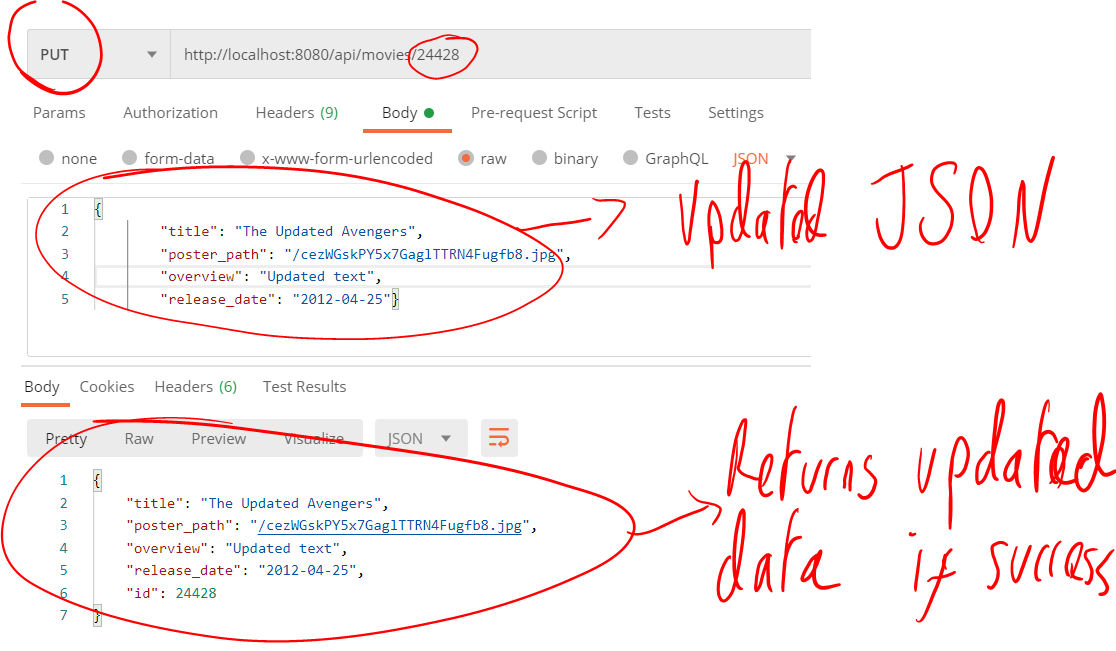 PUT http://localhost:8080/api/movies/24428
Params Authorization Headers (9) Body Pre-request Script Tests Settings
none form-data x-www-form-urlencoded raw binary GraphQL JSON
Updated JSON
1 {
2 "title": "The Updated Avengers",
3 "poster_path": "/cezWGskPY5x7GaglTTRN4Fugfb8.jpg",
4 "overview": "Updated text",
5 "release_date": "2012-04-25"}
Body Cookies Headers (6) Test Results
Pretty Raw Preview Visualize JSON
Returns updated
data if success
1 {
2 "title": "The Updated Avengers",
3 "poster_path": "/cezWGskPY5x7GaglTTRN4Fugfb8.jpg",
4 "overview": "Updated text",
5 "release_date": "2012-04-25",
6 "id": 24428
7 }